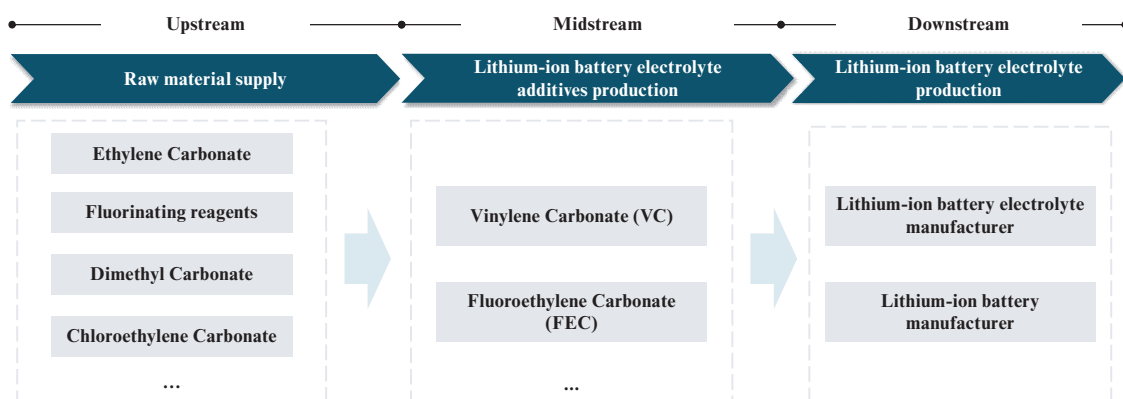 Upstream
Midstream
Downstream
Raw material supply
Lithium-ion battery electrolyte
additives production
Lithium-ion battery electrolyte
production
Ethylene Carbonate
Fluorinating reagents
Dimethyl Carbonate
Chloroethylene Carbonate
...
Vinylene Carbonate (VC)
Fluoroethylene Carbonate
(FEC)
...
Lithium-ion battery electrolyte
manufacturer
Lithium-ion battery
manufacturer